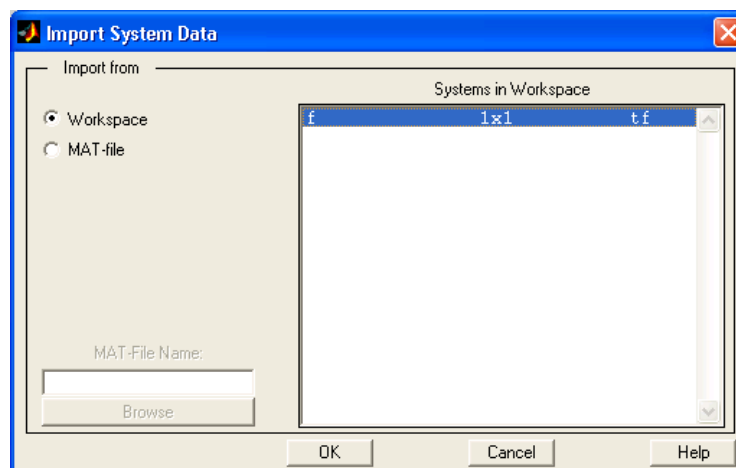 Import System Data
Import from
Systems in Workspace
Workspace
MAT-file
f 1x1 tf
MAT-File Name:
Browse
OK Cancel Help